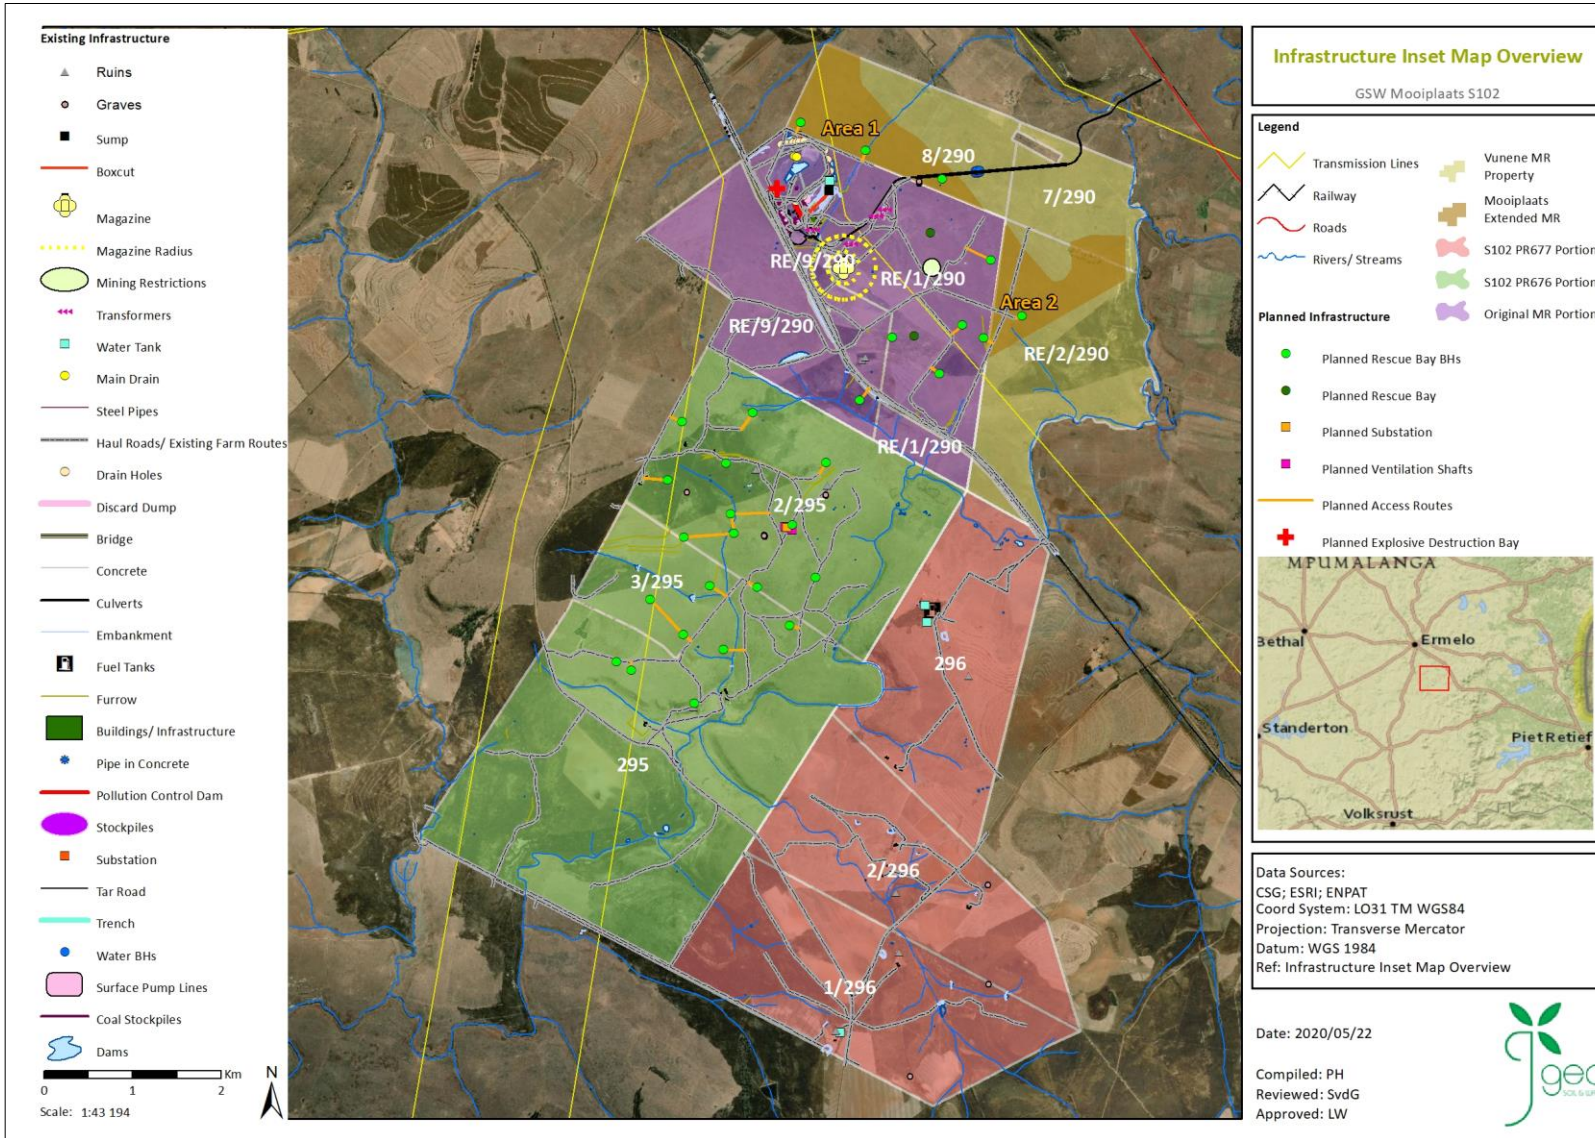 Existing Infrastructure
Ruins
Graves
Sump
Boxcut
Magazine
Magazine Radius
Mining Restrictions
Transformers
Water Tank
Main Drain
Steel Pipes
Haul Roads/ Existing Farm Routes
Drain Holes
Discard Dump
Bridge
Concrete
Culverts
Embankment
Fuel Tanks
Furrow
Buildings/ Infrastructure
Pipe in Concrete
Pollution Control Dam
Stockpiles
Substation
Tar Road
Trench
Water BHs
Surface Pump Lines
Coal Stockpiles
Dams
Km
0 1 2
Scale: 1:43 194
N
Area 1
8/290
7/290
RE/9/290
RE/1/290
Area 2
RE/9/290
RE/2/290
RE/1/290
2/295
3/295
296
295
2/296
1/296
Infrastructure Inset Map Overview
GSW Mooiplaats S102
Legend
Transmission Lines
Railway
Roads
Rivers/ Streams
Vunene MR
Property
Mooiplaats
Extended MR
S102 PR677 Portion
S102 PR676 Portion
Original MR Portion
Planned Infrastructure
Planned Rescue Bay BHs
Planned Rescue Bay
Planned Substation
Planned Ventilation Shafts
Planned Access Routes
Planned Explosive Destruction Bay
MPUMALANGA
Bethal
Ermelo
Standerton
Piet Retief
Volksrust
Data Sources:
CSG; ESRI; ENPAT
Coord System: LO31 TM WGS84
Projection: Transverse Mercator
Datum: WGS 1984
Ref: Infrastructure Inset Map Overview
Date: 2020/05/22
Compiled: PH
Reviewed: SvdG
Approved: LW